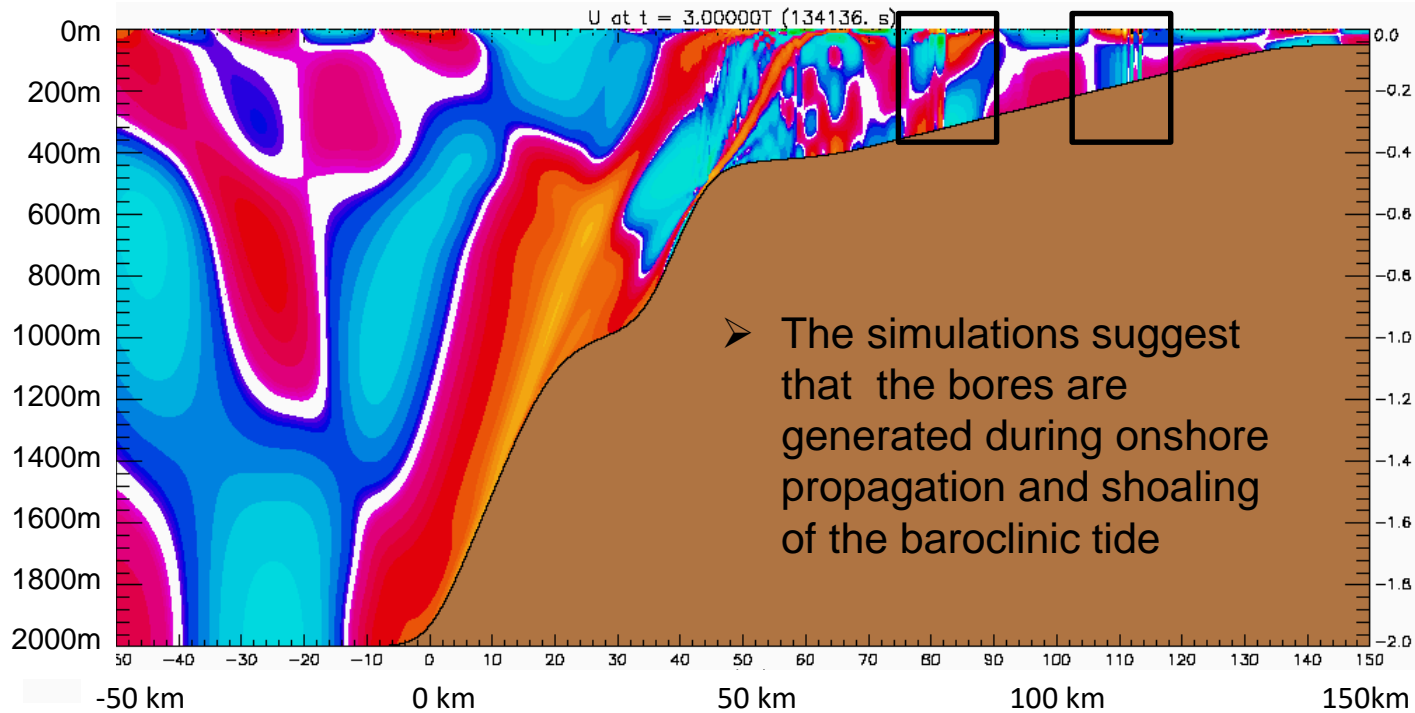 U at t = 3.00000T (134136. s)
0m
200m
400m
600m
800m
1000m
1200m
1400m
1600m
1800m
2000m
0.0
-0.2
-0.4
-0.6
-0.8
-1.0
-1.2
-1.4
-1.6
-1.8
-2.0
➢ The simulations suggest
that the bores are
generated during onshore
propagation and shoaling
of the baroclinic tide
50 -40 -30 -20 -10 0 10 20 30 40 50 60 70 80 90 100 110 120 130 140 150
-50 km 0 km 50 km 100 km 150km